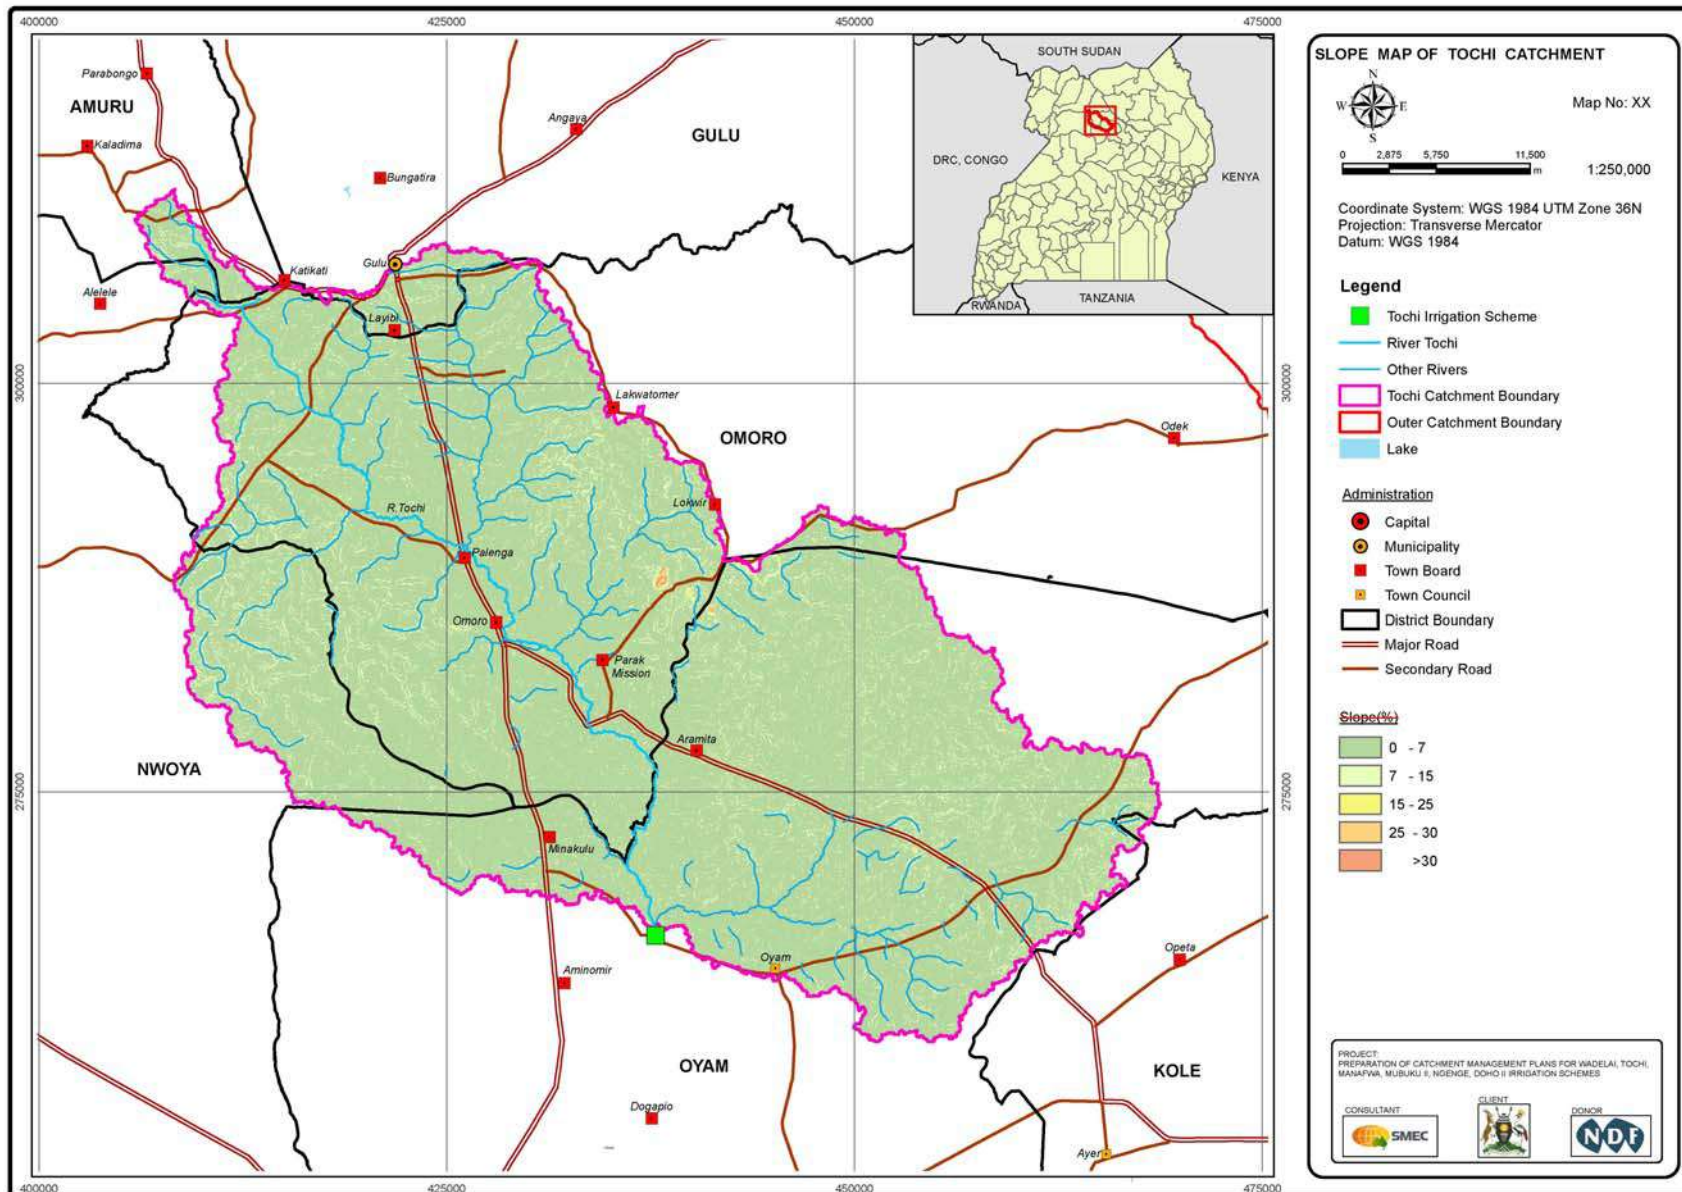 400000
425000
450000
475000
Parabongo
AMURU
Kaladima
Angaya
GULU
Bungatira
SOUTH SUDAN
DRC, CONGO
KENYA
RWANDA
TANZANIA
Gulu
Katikati
Alelele
Layibi
300000
300000
Lakwatomer
OMORO
Odek
R.Tochi
Lokwir
Palenga
Omoro
Parak
Mission
Aramita
NWOYA
275000
275000
Minakulu
Oyam
Opeta
Aminomir
OYAM
KOLE
Dogapio
Ayer
400000
425000
450000
475000
SLOPE MAP OF TOCHI CATCHMENT
N
W
E
S
Map No: XX
0 2,875 5,750 11,500
m
1:250,000
Coordinate System: WGS 1984 UTM Zone 36N
Projection: Transverse Mercator
Datum: WGS 1984
Legend
Tochi Irrigation Scheme
River Tochi
Other Rivers
Tochi Catchment Boundary
Outer Catchment Boundary
Lake
Administration
Capital
Municipality
Town Board
Town Council
District Boundary
Major Road
Secondary Road
Slope(%)
0 - 7
7 - 15
15 - 25
25 - 30
>30
PROJECT:
PREPARATION OF CATCHMENT MANAGEMENT PLANS FOR WADELAI, TOCHI,
MANAFWA, MUBUKU II, NGENGE, DOHO II IRRIGATION SCHEMES
CONSULTANT
SMEC
CLIENT
DONOR
NDF